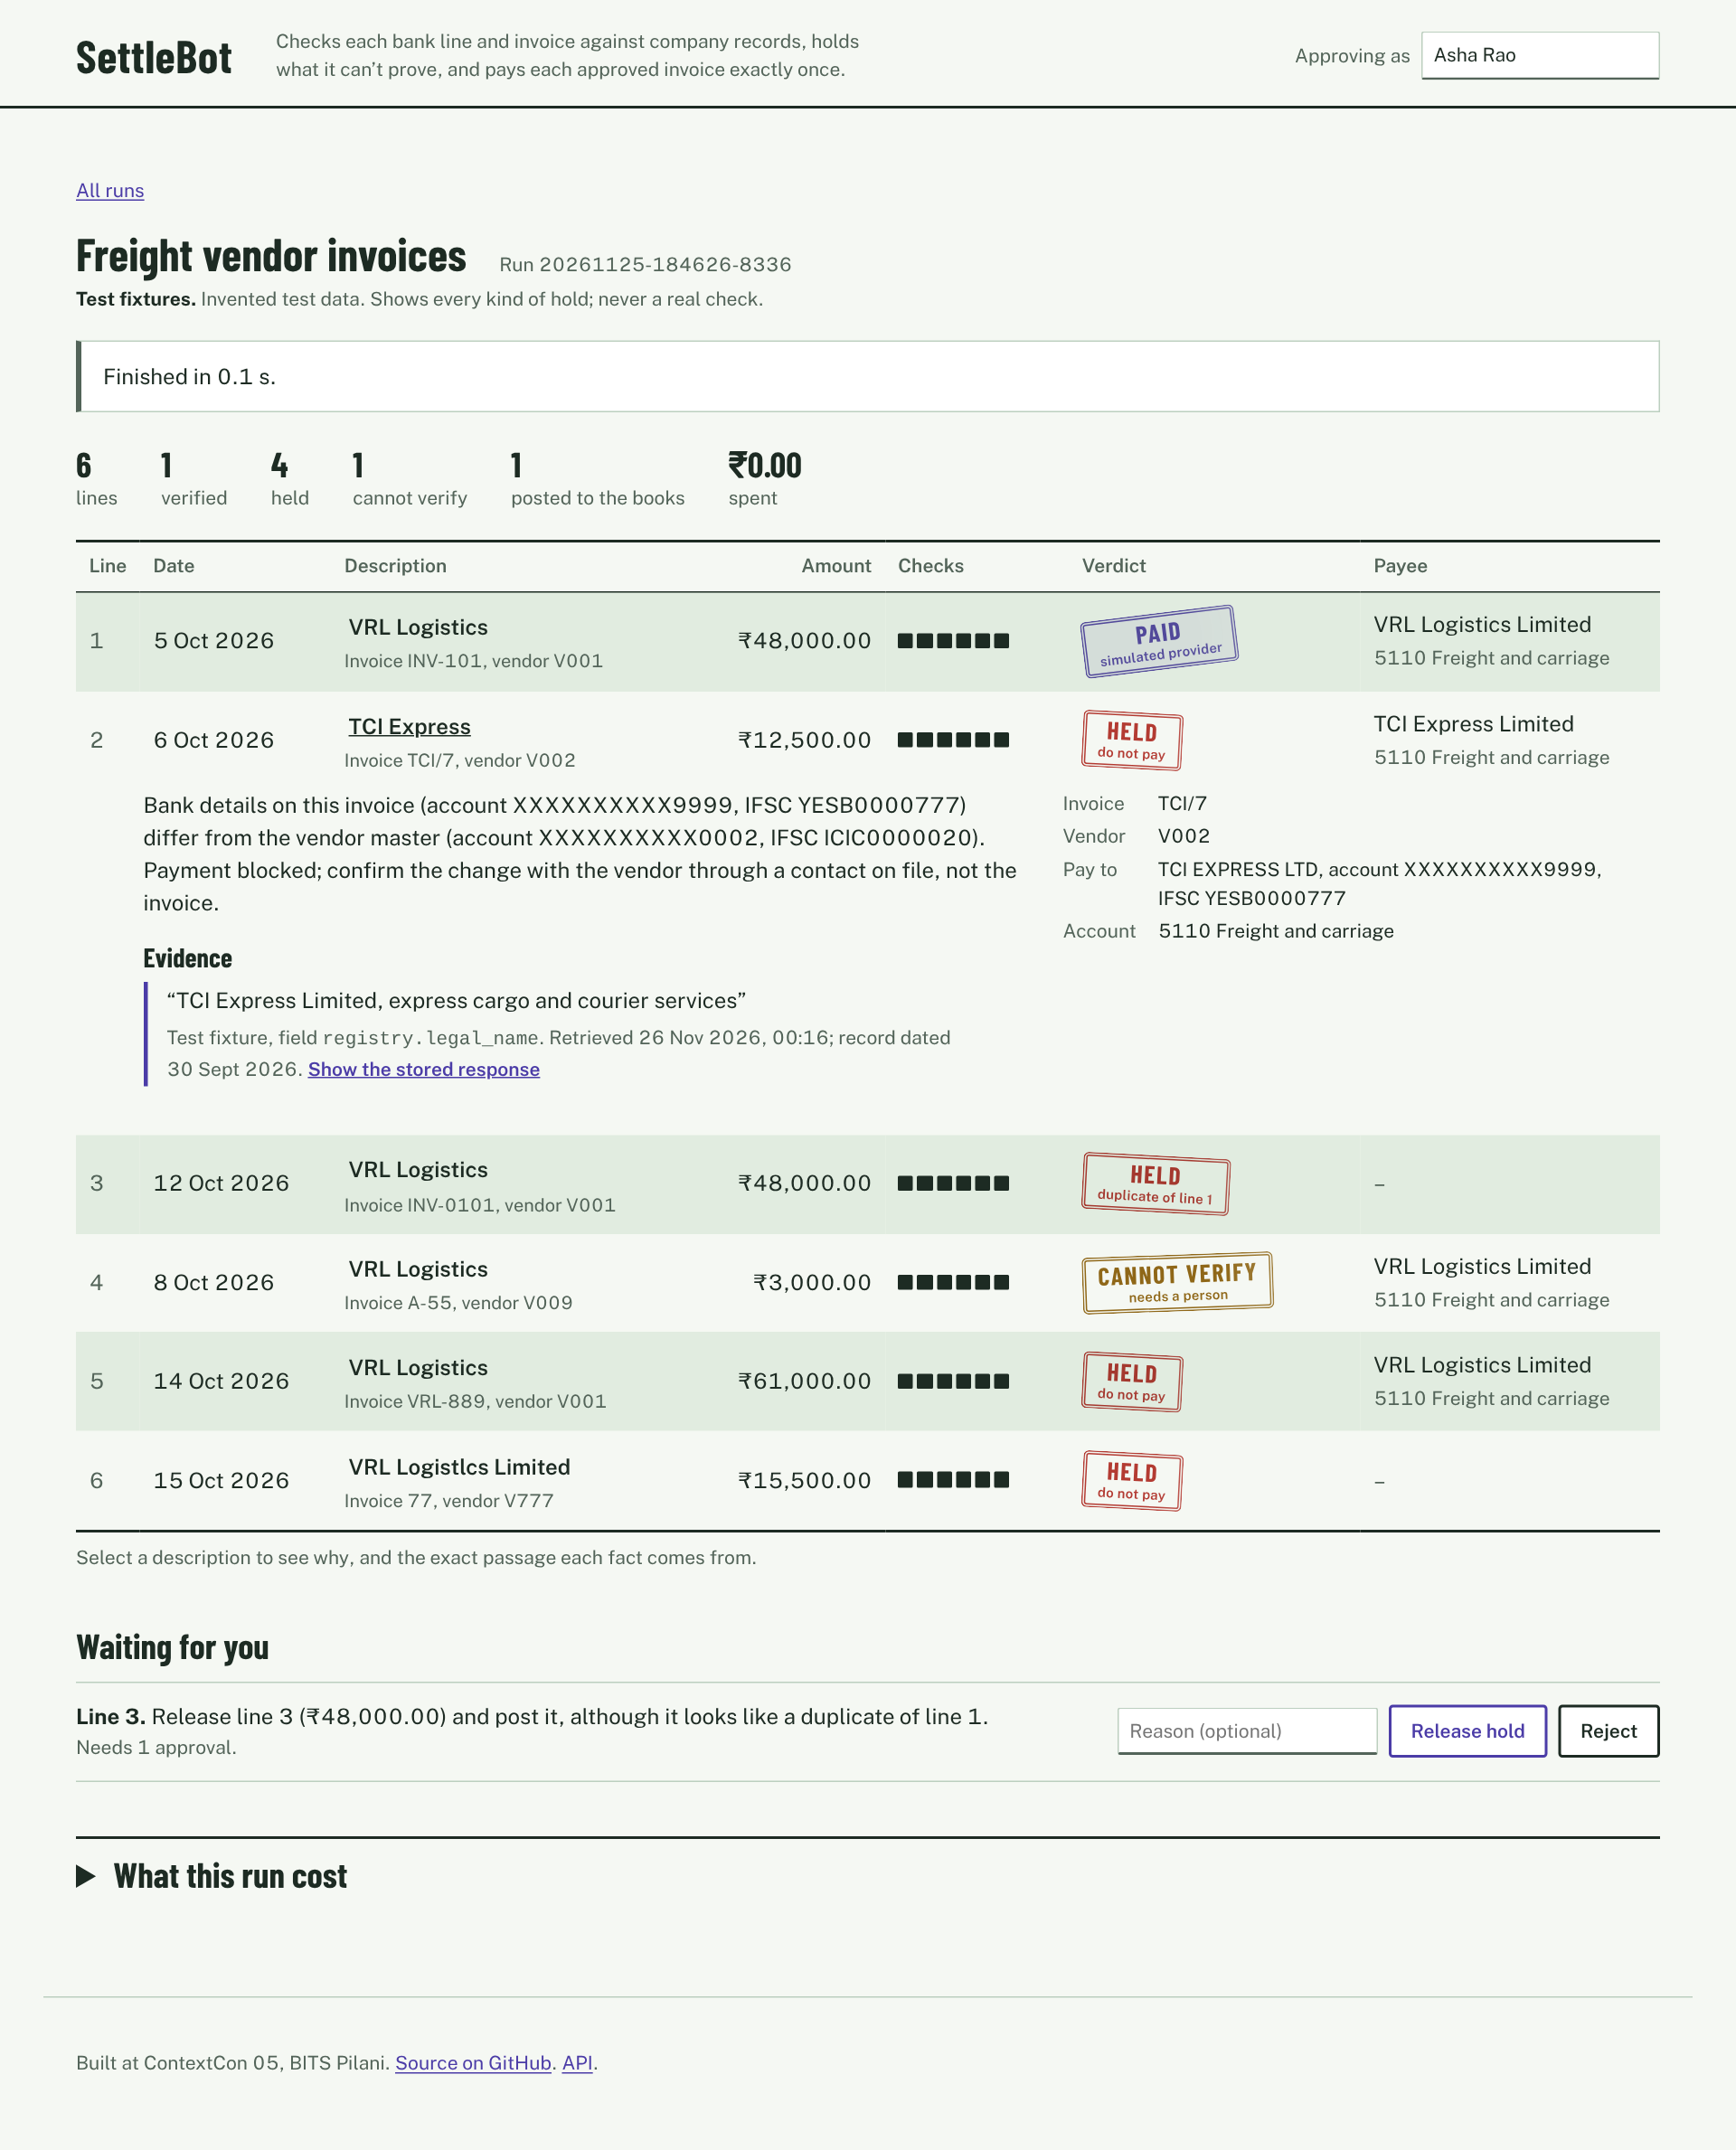 SettleBot
Checks each bank line and invoice against company records, holds
what it can’t prove, and pays each approved invoice exactly once.
Approving as
Asha Rao
All runs
Freight vendor invoices
Run 20261125-184626-8336
Test fixtures. Invented test data. Shows every kind of hold; never a real check.
Finished in 0.1 s.
6
lines
1
verified
4
held
1
cannot verify
1
posted to the books
₹0.00
spent
Line Date Description Amount Checks Verdict Payee
1 5 Oct 2026 VRL Logistics ₹48,000.00 PAID VRL Logistics Limited
Invoice INV-101, vendor V001 simulated provider 5110 Freight and carriage
2 6 Oct 2026 TCI Express ₹12,500.00 HELD TCI Express Limited
Invoice TCI/7, vendor V002 do not pay 5110 Freight and carriage
Bank details on this invoice (account XXXXXXXXXX9999, IFSC YESB0000777)
differ from the vendor master (account XXXXXXXXXX0002, IFSC ICIC0000020).
Payment blocked; confirm the change with the vendor through a contact on file, not the
invoice.
Invoice TCI/7
Vendor V002
Pay to TCI EXPRESS LTD, account XXXXXXXXXX9999,
IFSC YESB0000777
Account 5110 Freight and carriage
Evidence
“TCI Express Limited, express cargo and courier services”
Test fixture, field registry.legal_name. Retrieved 26 Nov 2026, 00:16; record dated
30 Sept 2026. Show the stored response
3 12 Oct 2026 VRL Logistics ₹48,000.00 HELD –
Invoice INV-0101, vendor V001 duplicate of line 1
4 8 Oct 2026 VRL Logistics ₹3,000.00 CANNOT VERIFY VRL Logistics Limited
Invoice A-55, vendor V009 needs a person 5110 Freight and carriage
5 14 Oct 2026 VRL Logistics ₹61,000.00 HELD VRL Logistics Limited
Invoice VRL-889, vendor V001 do not pay 5110 Freight and carriage
6 15 Oct 2026 VRL Logistlcs Limited ₹15,500.00 HELD –
Invoice 77, vendor V777 do not pay
Select a description to see why, and the exact passage each fact comes from.
Waiting for you
Line 3. Release line 3 (₹48,000.00) and post it, although it looks like a duplicate of line 1.
Needs 1 approval.
Reason (optional)
Release hold
Reject
What this run cost
Built at ContextCon 05, BITS Pilani. Source on GitHub. API.